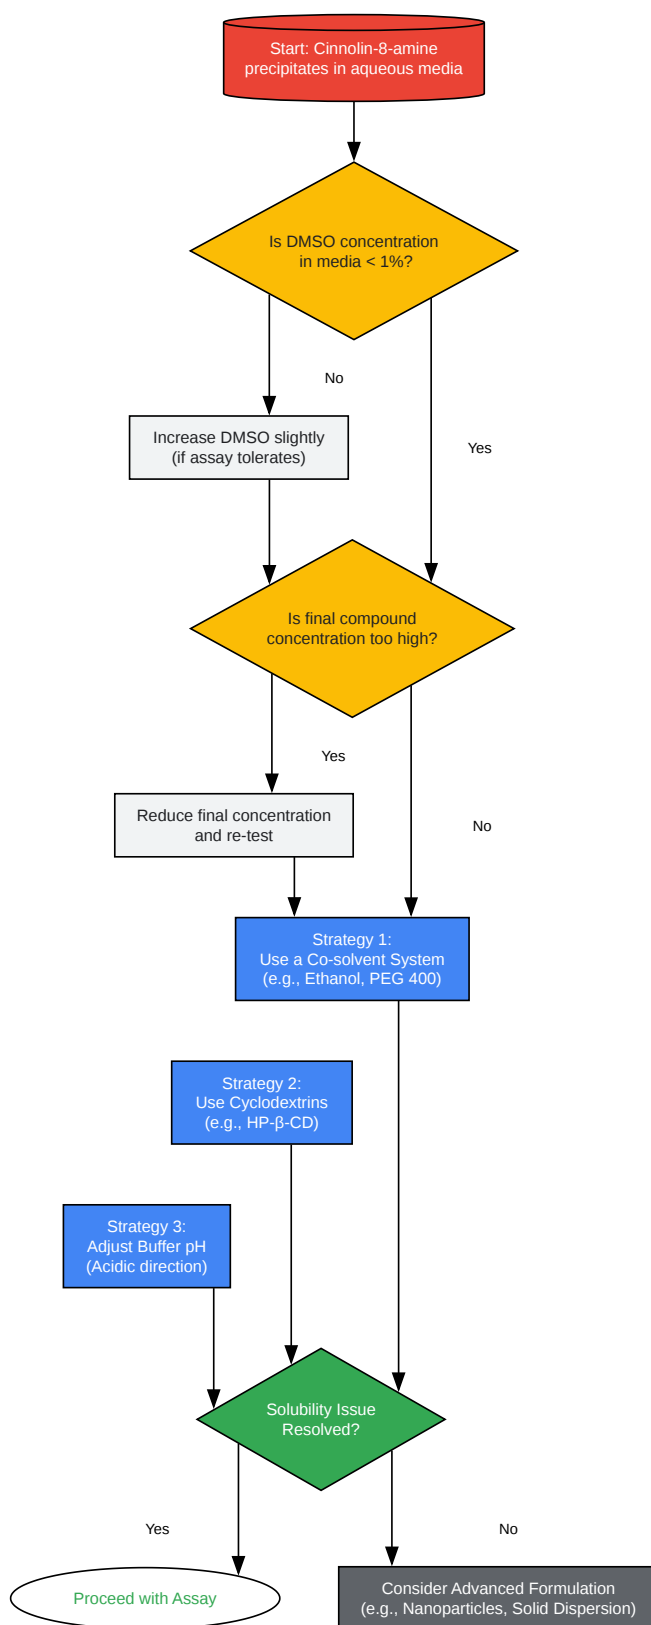 Start: Cinnolin-8-amine
precipitates in aqueous media
Is DMSO concentration
in media < 1%?
No
Increase DMSO slightly
(if assay tolerates)
Yes
Is final compound
concentration too high?
Yes
Reduce final concentration
and re-test
No
Strategy 1:
Use a Co-solvent System
(e.g., Ethanol, PEG 400)
Strategy 2:
Use Cyclodextrins
(e.g., HP-β-CD)
Strategy 3:
Adjust Buffer pH
(Acidic direction)
Solubility Issue
Resolved?
Yes
No
Proceed with Assay
Consider Advanced Formulation
(e.g., Nanoparticles, Solid Dispersion)